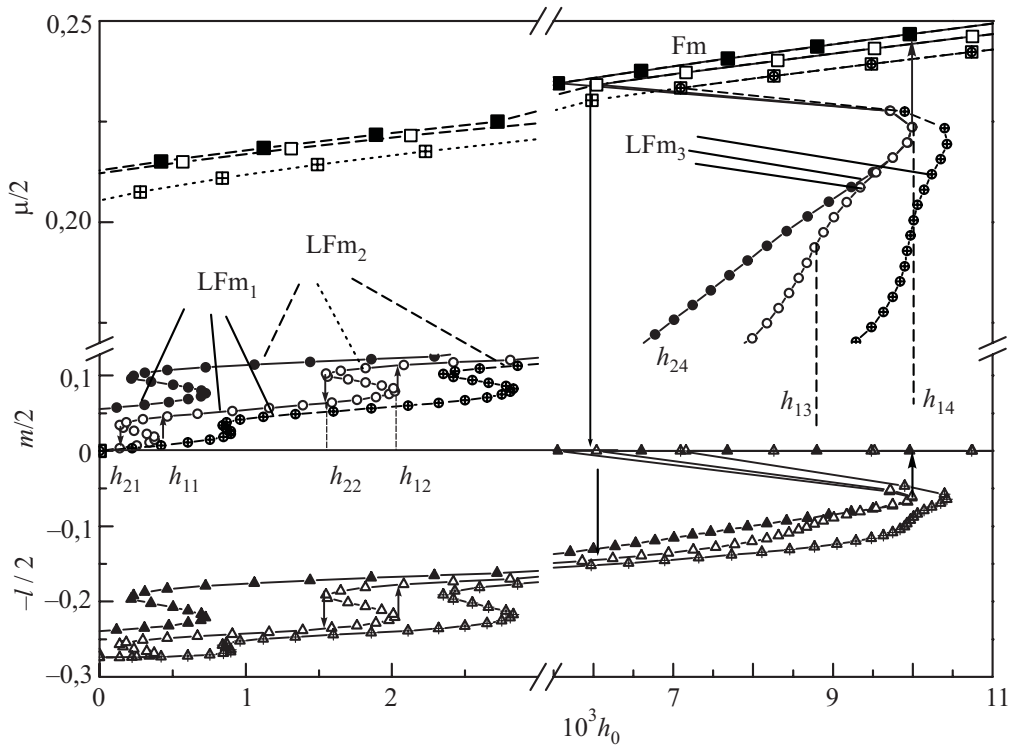 0,25
Fm
LFm3
μ/2
0,20
LFm2
LFm1
h24
h13
h14
0,1
m/2
0
h21
h11
h22
h12
–0,1
–l / 2
–0,2
–0,3
0
1
2
7
8
9
10
11
10³h0